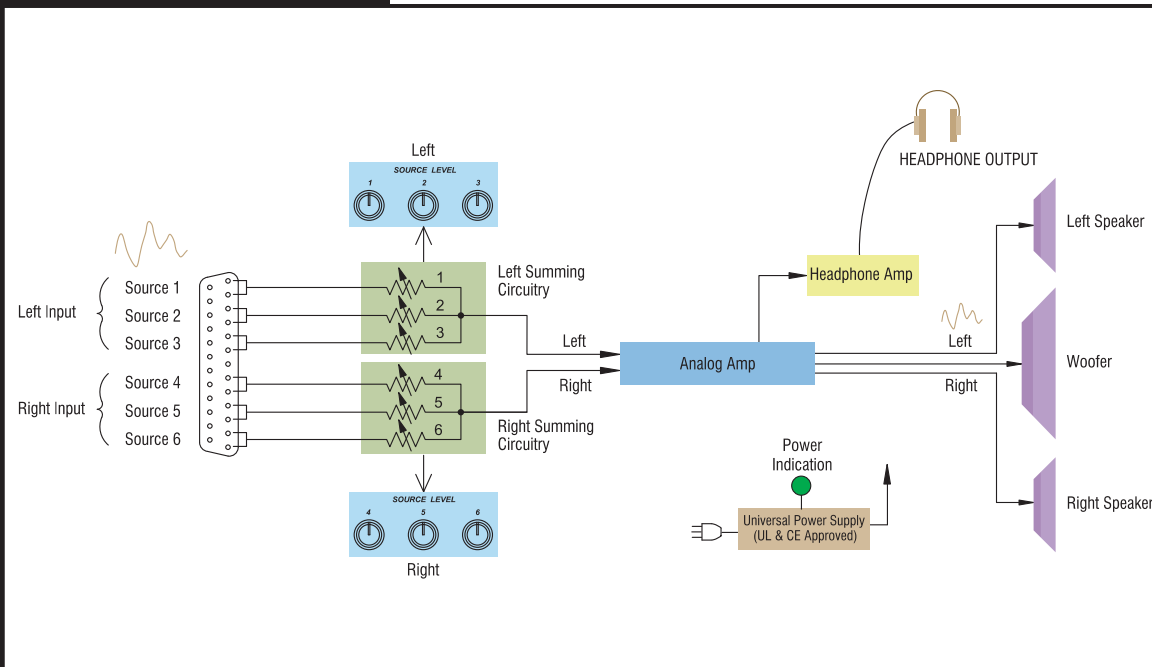 HEADPHONE OUTPUT
Left
SOURCE LEVEL
1 2 3
Left Input
Source 1
Source 2
Source 3
Right Input
Source 4
Source 5
Source 6
1
2
3
Left Summing
Circuitry
4
5
6
Right Summing
Circuitry
SOURCE LEVEL
4 5 6
Right
Left
Right
Analog Amp
Headphone Amp
Left
Right
Left Speaker
Woofer
Right Speaker
Power
Indication
Universal Power Supply
(UL & CE Approved)